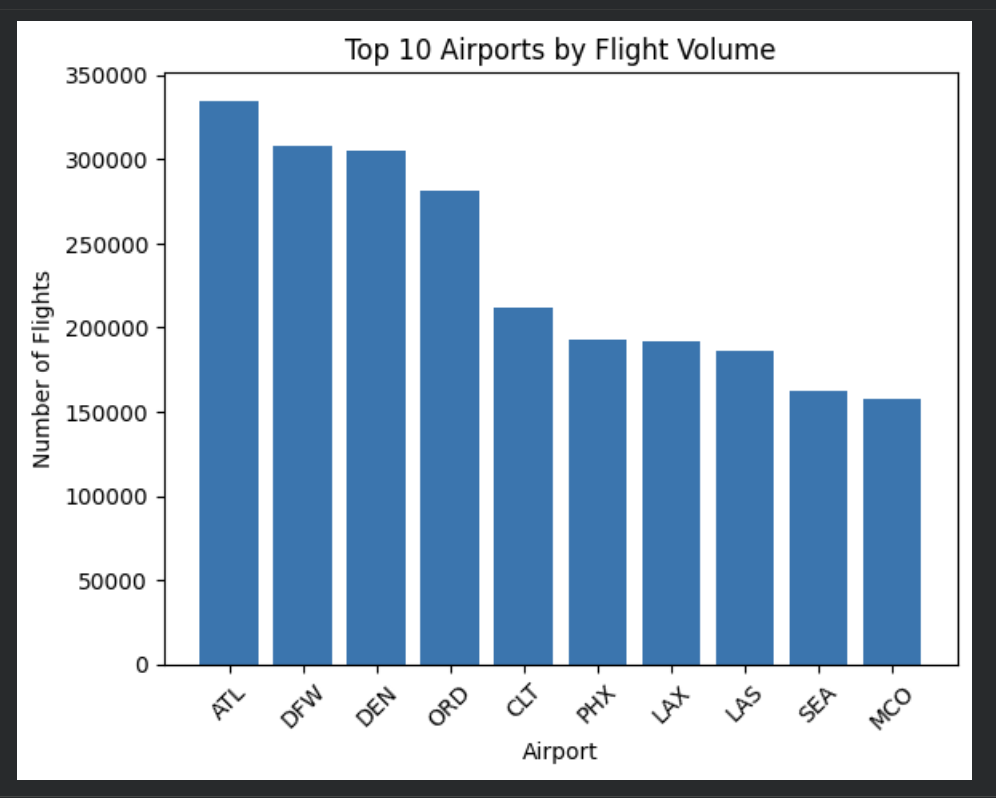 Top 10 Airports by Flight Volume
Number of Flights
350000
300000
250000
200000
150000
100000
50000
0
ATL DFW DEN ORD CLT PHX LAX LAS SEA MCO
Airport